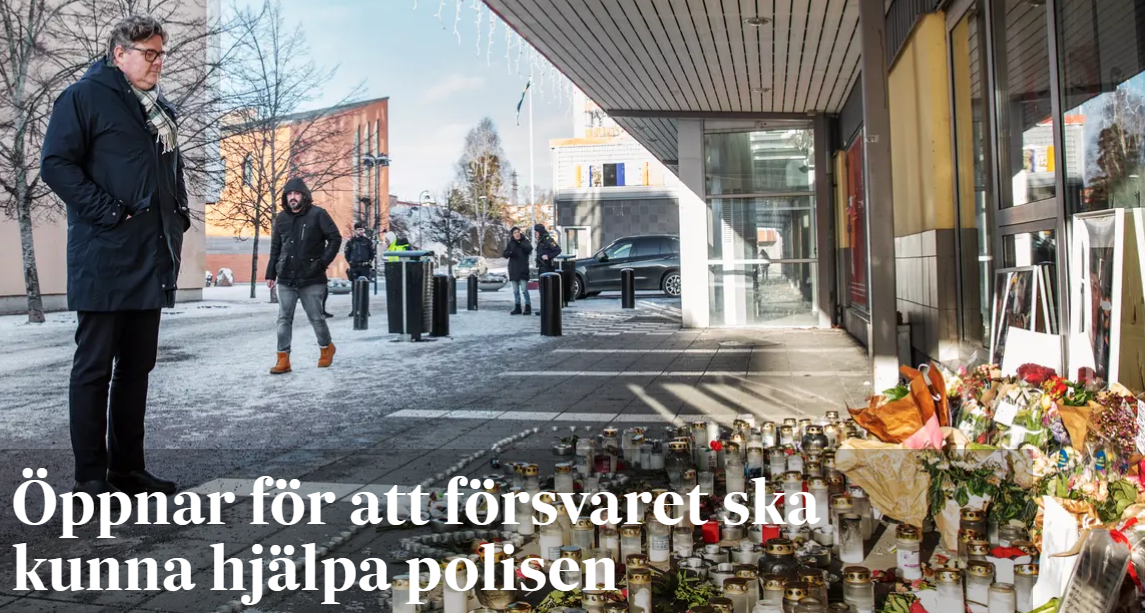 Öppnar för att försvaret ska
kunna hjälpa polisen